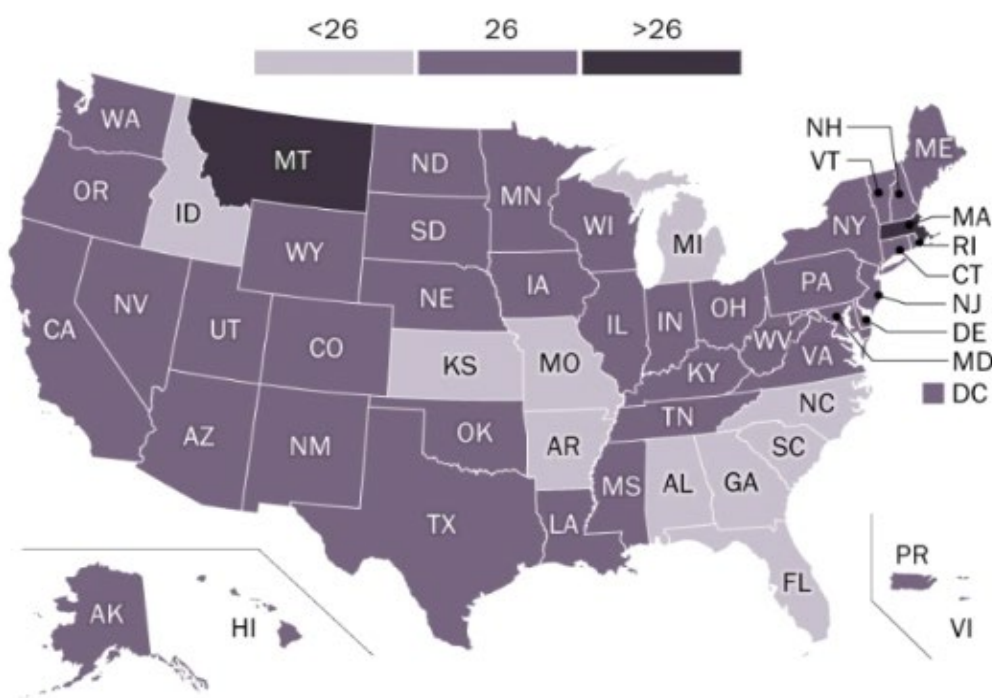 <26 26 >26
WA
MT
ND
MN
OR
ID
SD
WI
WY
MI
NH
VT
ME
NY
MA
RI
CT
NJ
DE
MD
DC
NV
UT
NE
IA
PA
CA
CO
IL
IN
OH
WV
VA
KS
MO
KY
NC
AZ
NM
OK
AR
TN
SC
TX
MS
AL
GA
LA
FL
AK
HI
PR
VI